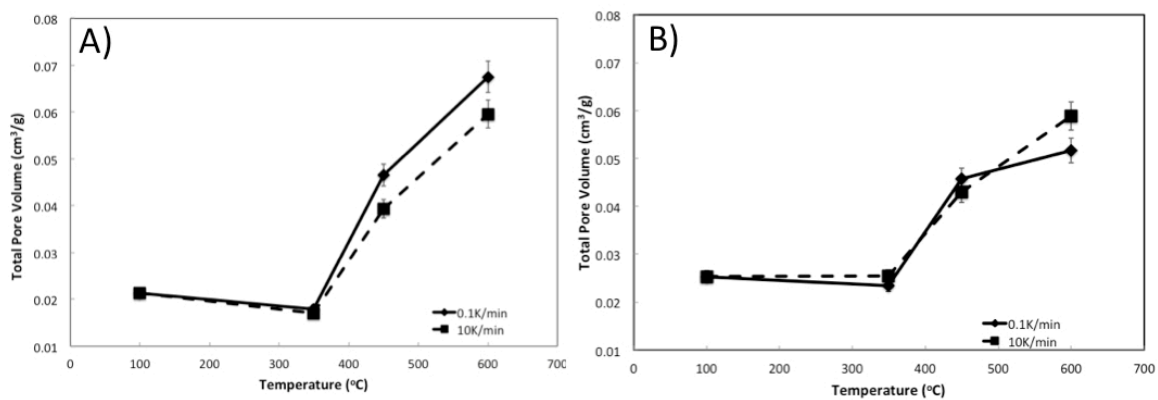 A)
0.08
0.07
0.06
0.05
0.04
0.03
0.02
0.01
Total Pore Volume (cm³/g)
0.1K/min
10K/min
0 100 200 300 400 500 600 700
Temperature (ᵒC)
B)
0.08
0.07
0.06
0.05
0.04
0.03
0.02
0.01
Total Pore Volume (cm³/g)
0.1K/min
10K/min
0 100 200 300 400 500 600 700
Temperature (ᵒC)